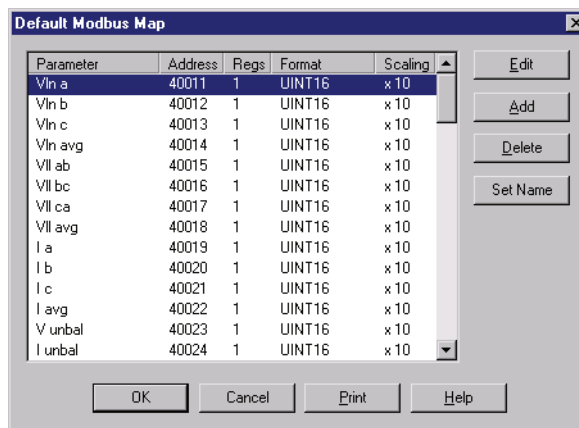 Default Modbus Map
Parameter Address Regs Format Scaling
Vln a 40011 1 UINT16 x 10
Vln b 40012 1 UINT16 x 10
Vln c 40013 1 UINT16 x 10
Vln avg 40014 1 UINT16 x 10
Vll ab 40015 1 UINT16 x 10
Vll bc 40016 1 UINT16 x 10
Vll ca 40017 1 UINT16 x 10
Vll avg 40018 1 UINT16 x 10
I a 40019 1 UINT16 x 10
I b 40020 1 UINT16 x 10
I c 40021 1 UINT16 x 10
I avg 40022 1 UINT16 x 10
V unbal 40023 1 UINT16 x 10
I unbal 40024 1 UINT16 x 10
Edit
Add
Delete
Set Name
OK Cancel Print Help